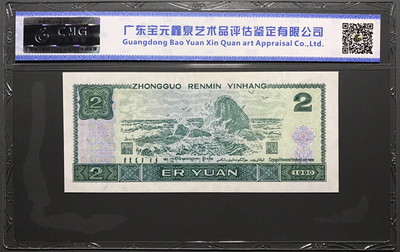 CMG
广东宝元鑫泉艺术品评估鉴定有限公司
Guangdong Bao Yuan Xin Quan art Appraisal Co.,Ltd.
ZHONGGUO RENMIN YINHANG
2
2
2
ER YUAN
1990